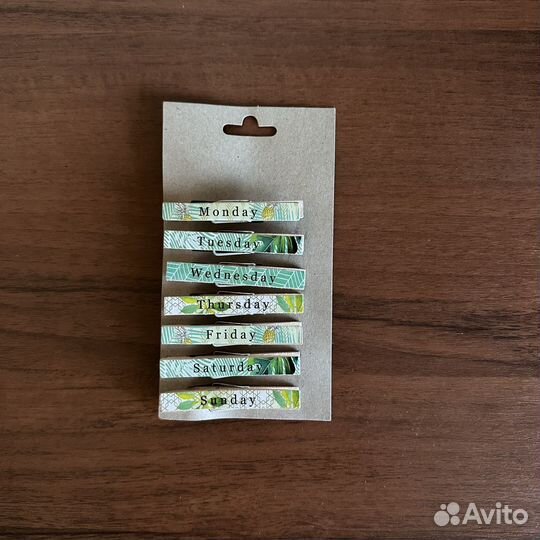 Monday
Tuesday
Wednesday
Thursday
Friday
Saturday
Sunday
Avito